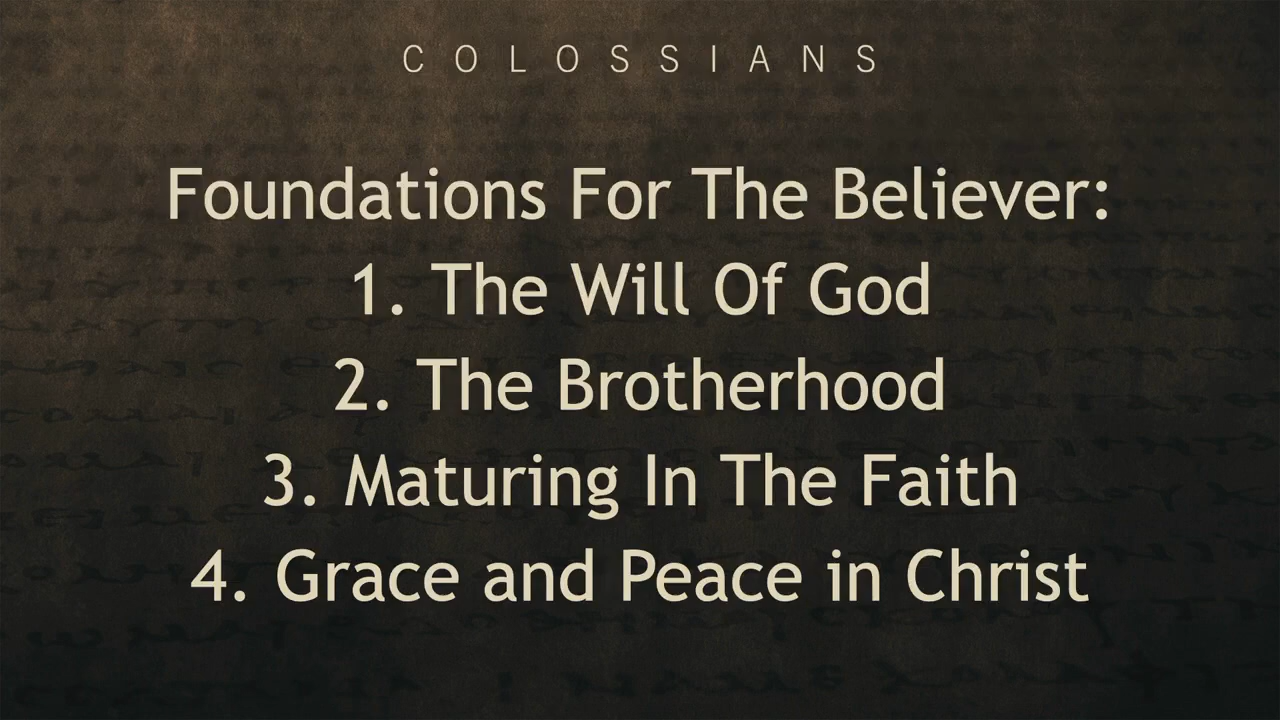 COLOSSIANS
Foundations For The Believer:
1. The Will Of God
2. The Brotherhood
3. Maturing In The Faith
4. Grace and Peace in Christ